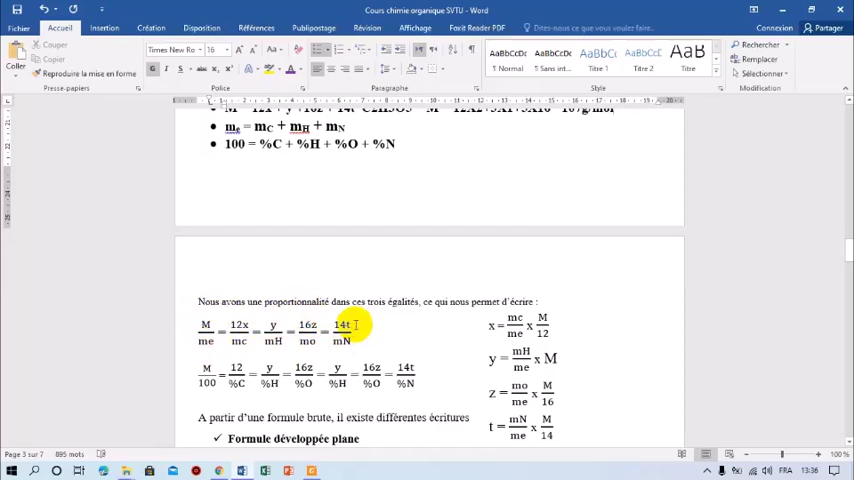 Cours chimie organique SVTU
Fichier Accueil Insertion Création Disposition Références Publipostage Révision Affichage Foxit Reader PDF Dites-nous ce que vous voulez faire. Connexion Partager
Coller
Couper
Copier
Reproduire la mise en forme
Times New Ro 16
AaBbCcDc AaBbCcDc AaBbCc AaBbCcD AaB
¶ Normal ¶ Sans int... Titre 1 Titre 2 Titre
Rechercher
Remplacer
Sélectionner
Presse-papiers Police Paragraphe Style Modification
• me = mC + mH + mN
• 100 = %C + %H + %O + %N
Nous avons une proportionnalité dans ces trois égalités, ce qui nous permet d'écrire :
M/me = 12x/mc = y/mH = 16z/mo = 14t/mN
M/100 = 12/%C = y/%H = 16z/%O = y/%H = 16z/%O = 14t/%N
x = mc/me x M/12
y = mH/me x M
z = mo/me x M/16
t = mN/me x M/14
A partir d'une formule brute, il existe différentes écritures
✓ Formule développée plane
Page 3 sur 7 895 mots 100 %
FRA 13:36